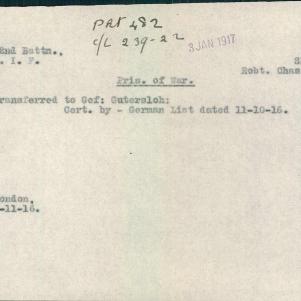 PRF 482
C/L 239-22
3 JAN 1917
2nd Battn.,
. I. F.
Robt. Chas
Pris. of War.
ransferred to Gef: Gutersloh;
Cert. by - German List dated 11-10-16.
ondon,
-11-16.